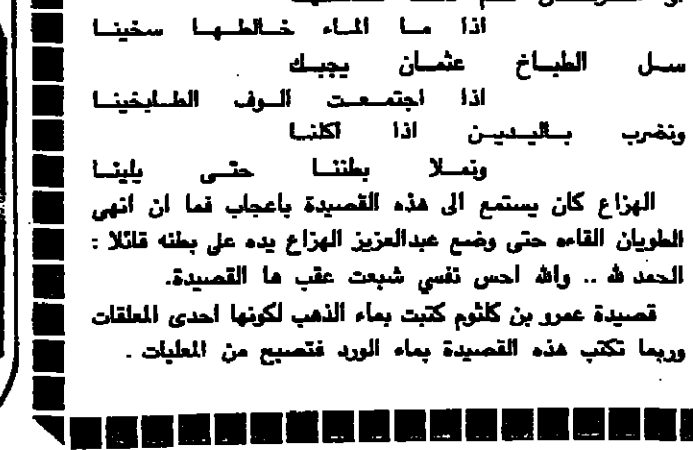 اذا ما الماء خالطها سخينا
سل الطباخ عثمان يجيبك
اذا اجتمعت الوف الطابخينا
ونضرب باليدين اذا اكلنا
ونملا بطننا حتى يلينا
الهزاع كان يستمع الى هذه القصيدة باعجاب فما ان انهى
الطويان القاءه حتى وضع عبدالعزيز الهزاع يده على بطنه قائلا :
الحمد لله .. والله احس نفسي شبعت عقب ها القصيدة.
قصيدة عمرو بن كلثوم كتبت بماء الذهب لكونها احدى المعلقات
وربما تكتب هذه القصيدة بماء الورد فتصبح من المعلبات .